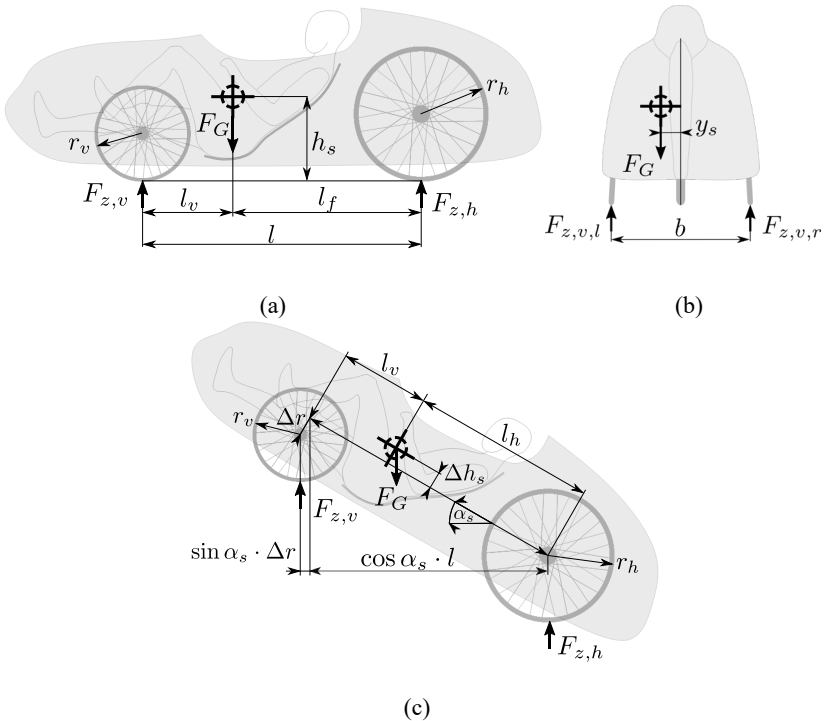 r_h
F_G
h_s
r_v
F_{z,v}
l_v
l_f
F_{z,h}
l
(a)
y_s
F_G
F_{z,v,l}
b
F_{z,v,r}
(b)
l_v
r_v
Δr
l_h
Δh_s
F_G
F_{z,v}
α_s
sin α_s · Δr
cos α_s · l
r_h
F_{z,h}
(c)